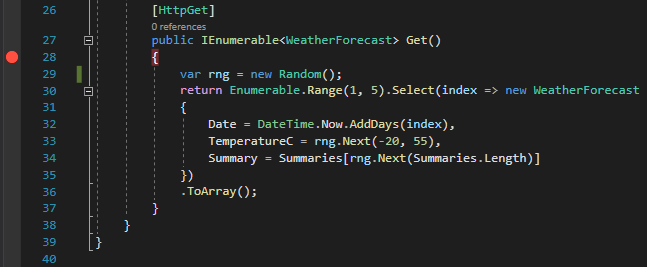 26 [HttpGet]
0 references
27 public IEnumerable<WeatherForecast> Get()
28 {
29 var rng = new Random();
30 return Enumerable.Range(1, 5).Select(index => new WeatherForecast
31 {
32 Date = DateTime.Now.AddDays(index),
33 TemperatureC = rng.Next(-20, 55),
34 Summary = Summaries[rng.Next(Summaries.Length)]
35 })
36 .ToArray();
37 }
38 }
39 }
40